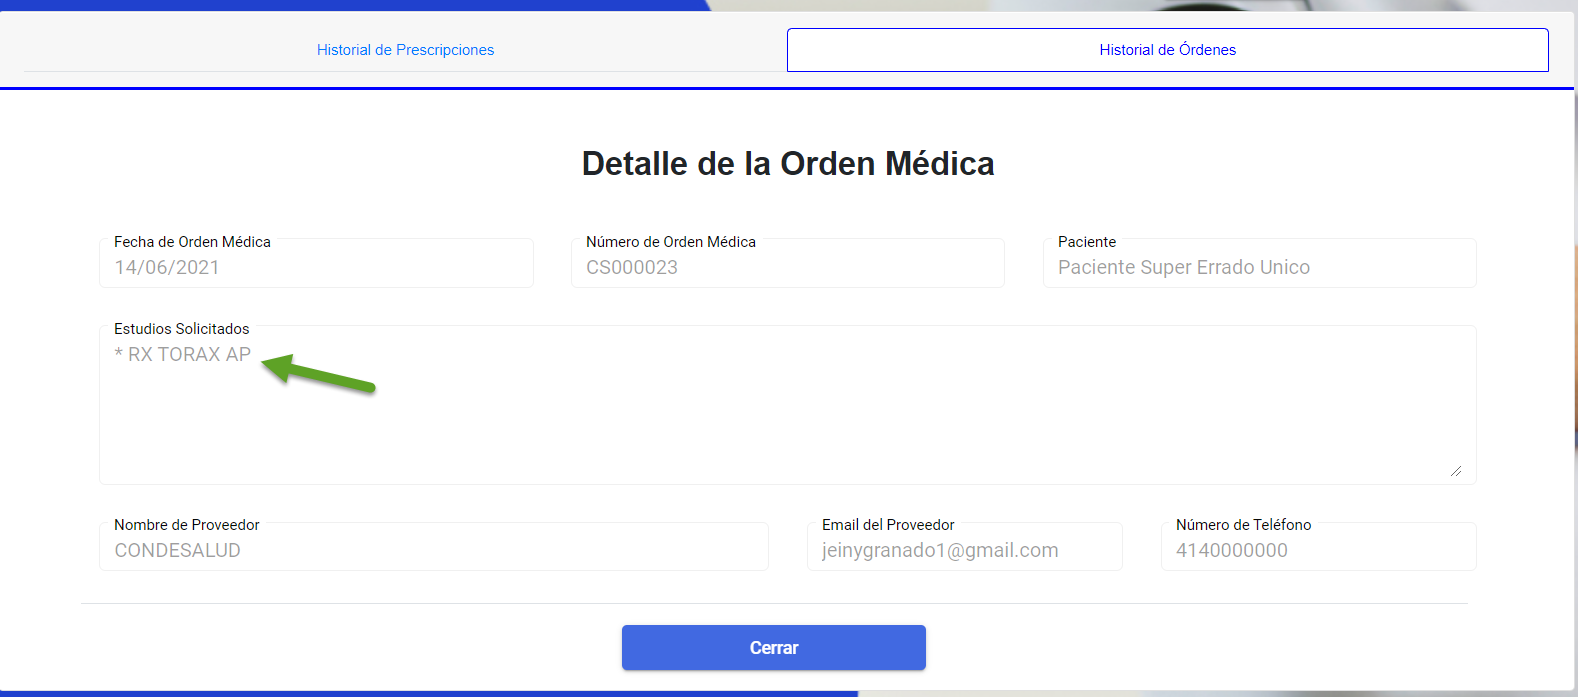 Historial de Prescripciones
Historial de Órdenes
Detalle de la Orden Médica
Fecha de Orden Médica
14/06/2021
Número de Orden Médica
CS000023
Paciente
Paciente Super Errado Unico
Estudios Solicitados
* RX TORAX AP
Nombre de Proveedor
CONDESALUD
Email del Proveedor
jeinygranado1@gmail.com
Número de Teléfono
4140000000
Cerrar